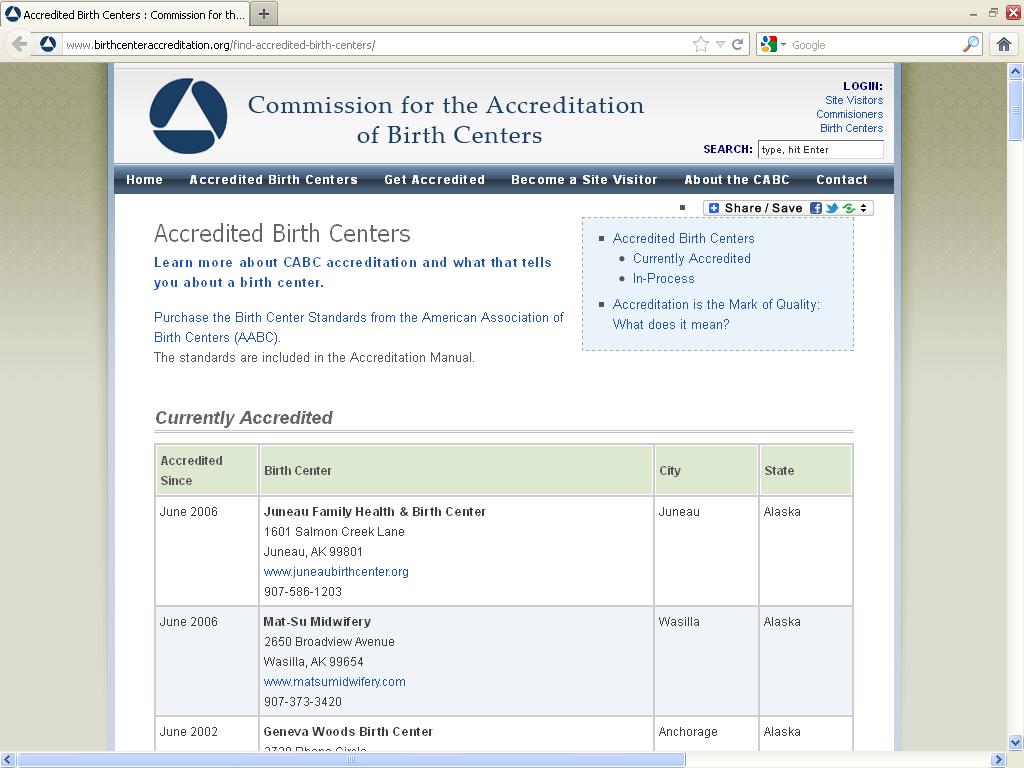 Accredited Birth Centers : Commission for th...
www.birthcenteraccreditation.org/find-accredited-birth-centers/
Google
Commission for the Accreditation
of Birth Centers
LOGIN:
Site Visitors
Commisioners
Birth Centers
SEARCH: type, hit Enter
Home Accredited Birth Centers Get Accredited Become a Site Visitor About the CABC Contact
Share / Save
Accredited Birth Centers
Learn more about CABC accreditation and what that tells
you about a birth center.
Purchase the Birth Center Standards from the American Association of
Birth Centers (AABC).
The standards are included in the Accreditation Manual.
Accredited Birth Centers
Currently Accredited
In-Process
Accreditation is the Mark of Quality:
What does it mean?
Currently Accredited
Accredited
Since
Birth Center
City
State
June 2006
Juneau Family Health & Birth Center
1601 Salmon Creek Lane
Juneau, AK 99801
www.juneaubirthcenter.org
907-586-1203
Juneau
Alaska
June 2006
Mat-Su Midwifery
2650 Broadview Avenue
Wasilla, AK 99654
www.matsumidwifery.com
907-373-3420
Wasilla
Alaska
June 2002
Geneva Woods Birth Center
Anchorage
Alaska